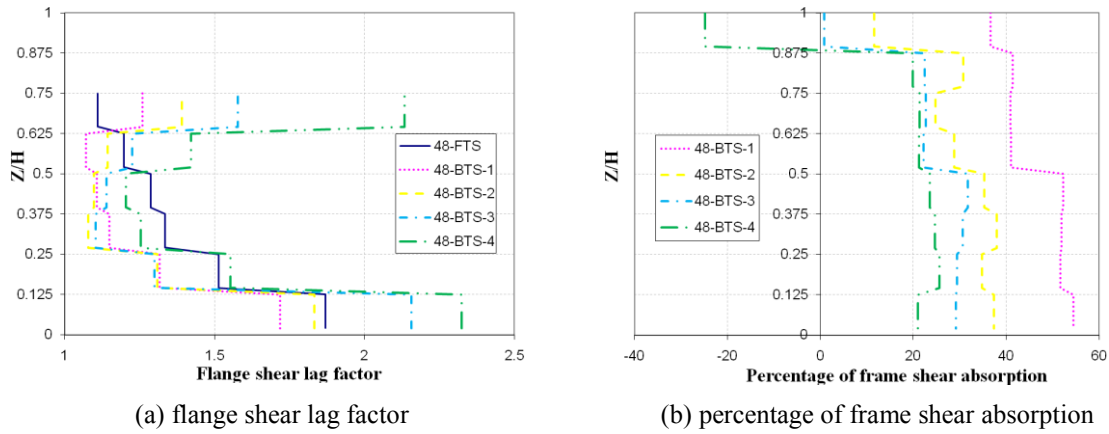 1
0.875
0.75
0.625
0.5
0.375
0.25
0.125
0
Z/H
1
1.5
2
2.5
Flange shear lag factor
48-FTS
48-BTS-1
48-BTS-2
48-BTS-3
48-BTS-4
(a) flange shear lag factor
1
0.875
0.75
0.625
0.5
0.375
0.25
0.125
0
Z/H
-40
-20
0
20
40
60
Percentage of frame shear absorption
48-BTS-1
48-BTS-2
48-BTS-3
48-BTS-4
(b) percentage of frame shear absorption